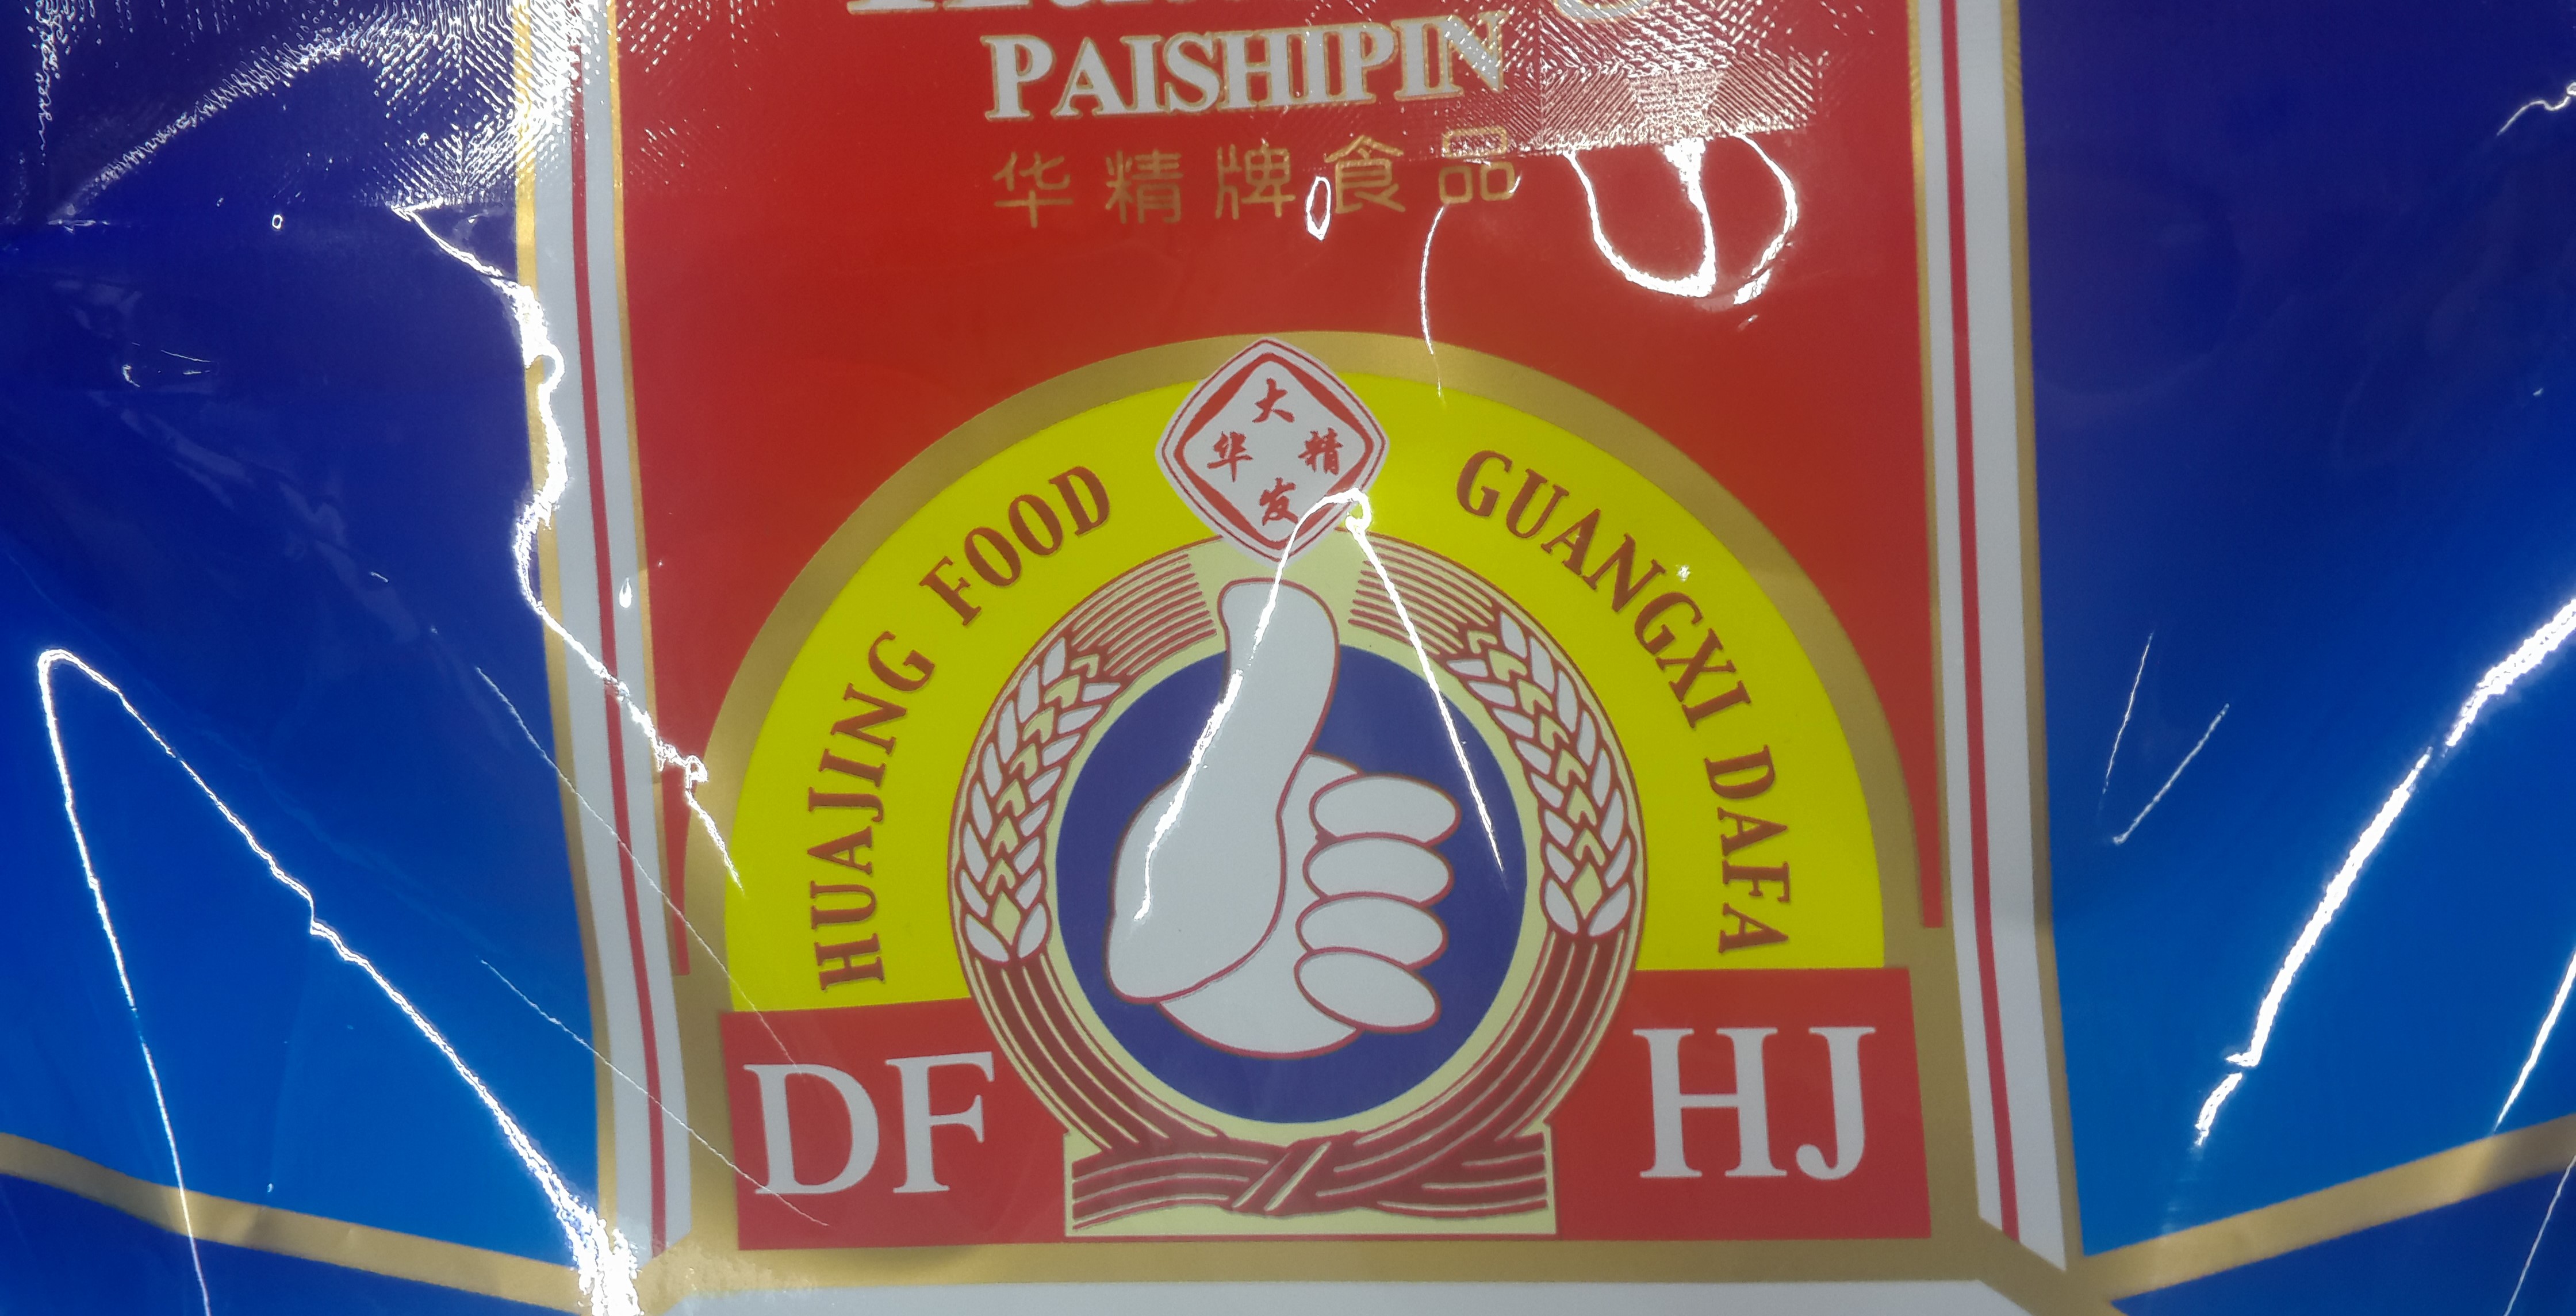 PAISHIPIN
华精牌食品
大
华 精
发
HUAJING FOOD
GUANGXI DAFA
DF
HJ